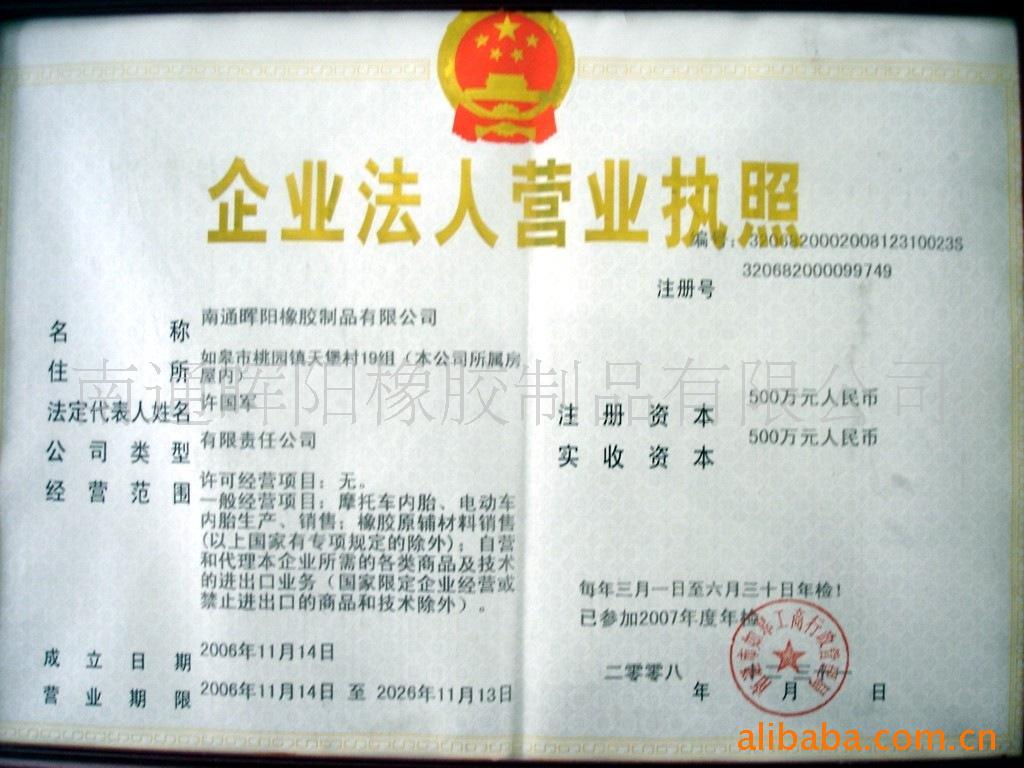 企业法人营业执照
编号:320682000200812310023S
注册号 320682000099749
名称 南通晖阳橡胶制品有限公司
住所 如皋市桃园镇天堡村19组(本公司所属房
屋内)
法定代表人姓名 许国军
公司类型 有限责任公司
注册资本 500万元人民币
实收资本 500万元人民币
经营范围 许可经营项目:无。
一般经营项目:摩托车内胎、电动车
内胎生产、销售;橡胶原辅材料销售
(以上国家有专项规定的除外);自营
和代理本企业所需的各类商品及技术
的进出口业务(国家限定企业经营或
禁止进出口的商品和技术除外)。
每年三月一日至六月三十日年检!
已参加2007年度年检
成立日期 2006年11月14日
营业期限 2006年11月14日 至 2026年11月13日
二零零八 年 十二 月 三十一 日
南通晖阳橡胶制品有限公司
alibaba.com.cn